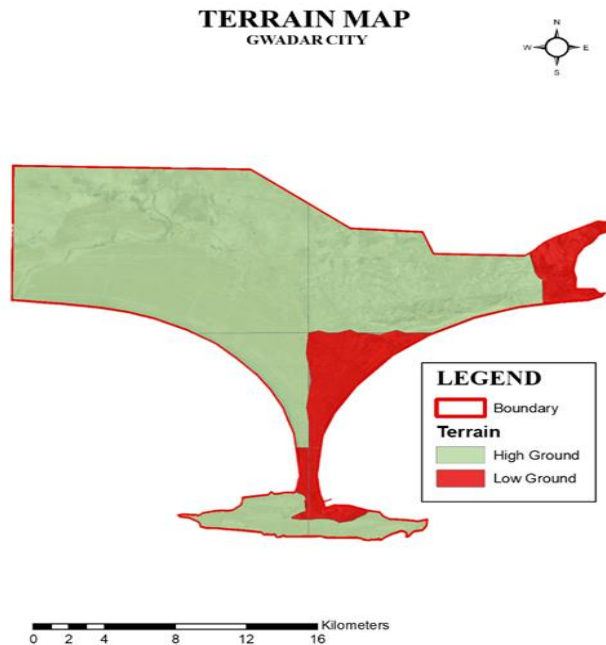 TERRAIN MAP
GWADAR CITY
N
W E
S
LEGEND
Boundary
Terrain
High Ground
Low Ground
Kilometers
0 2 4 8 12 16